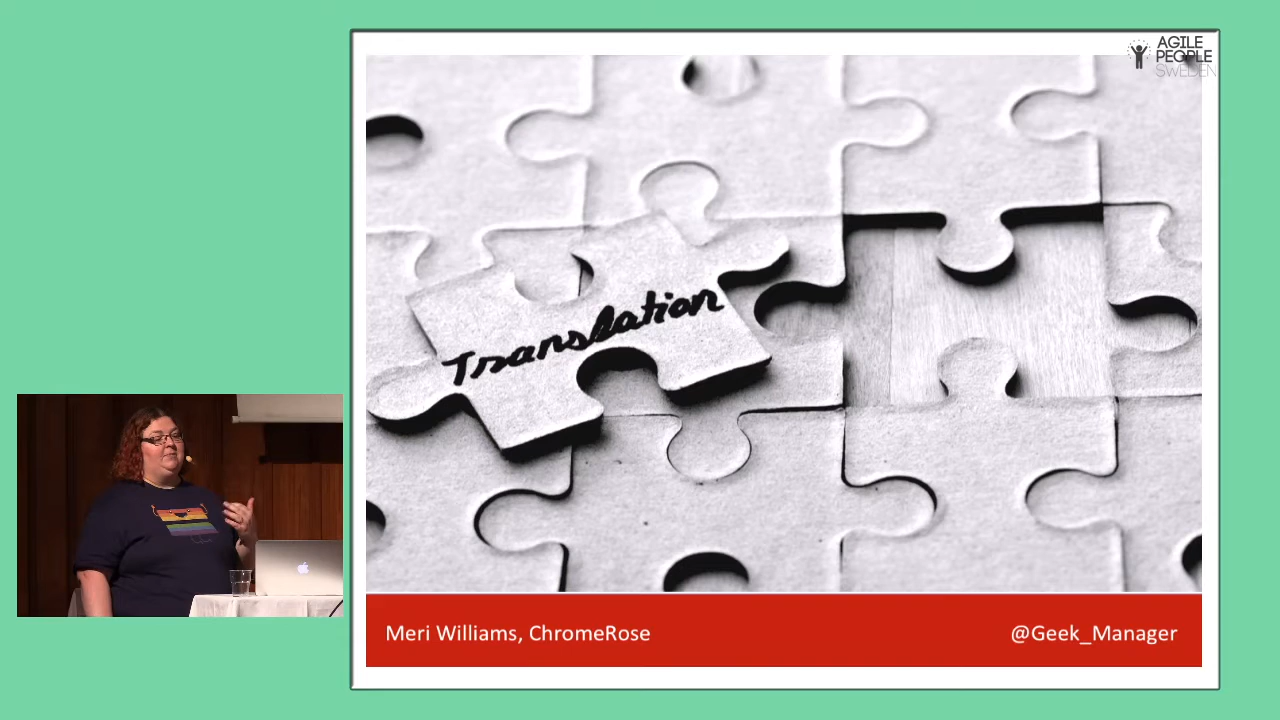 AGILE
PEOPLE
SWEDEN
Translation
Meri Williams, ChromeRose
@Geek_Manager